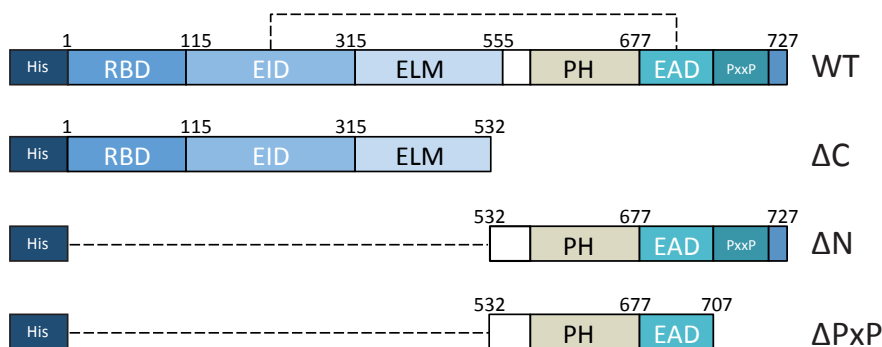 1 115 315 555 677 727
His RBD EID ELM PH EAD PxxP WT
1 115 315 532
His RBD EID ELM ΔC
532 677 727
His PH EAD PxxP ΔN
532 677 707
His PH EAD ΔPxP